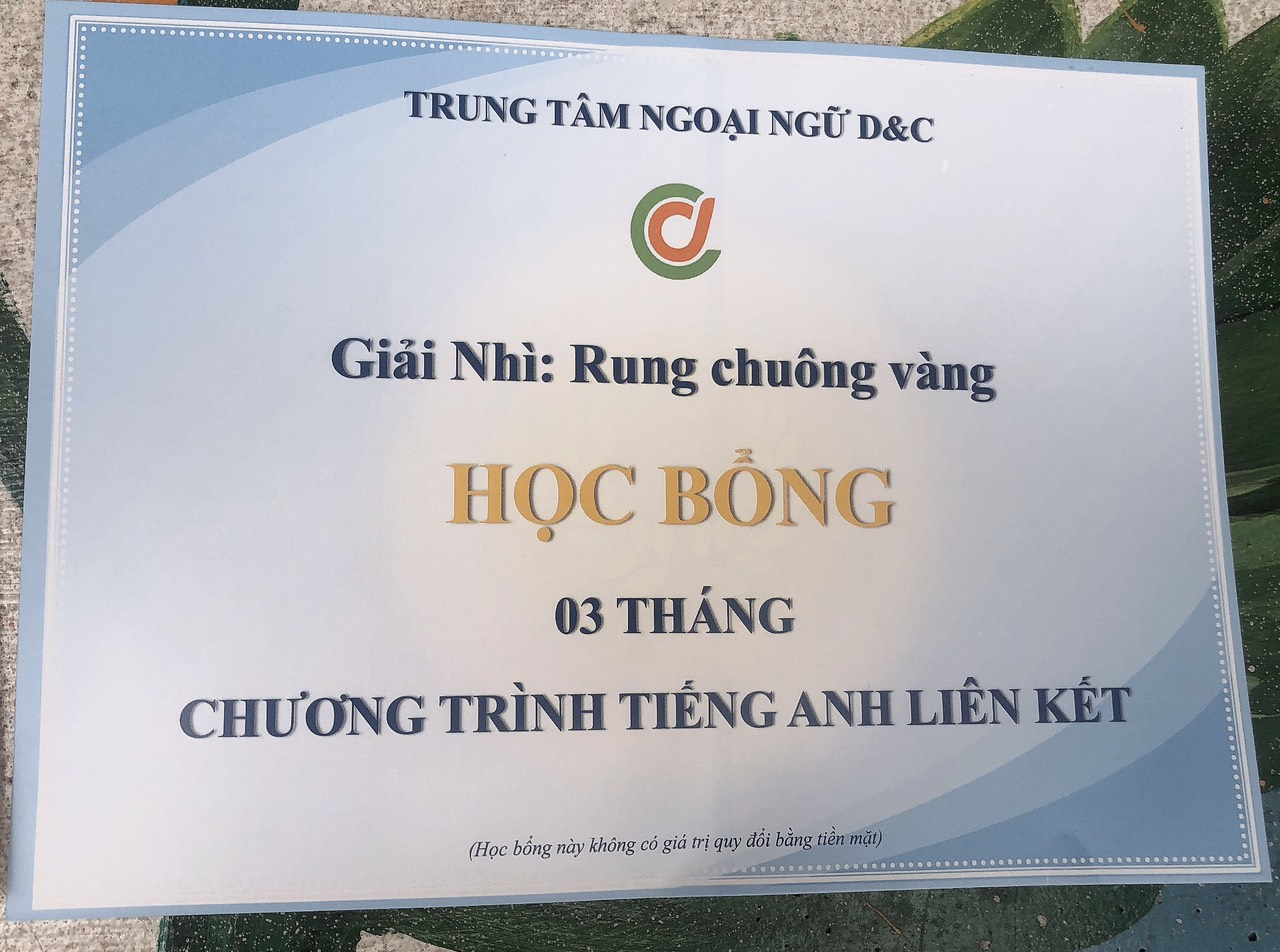 TRUNG TÂM NGOẠI NGỮ D&C
Giải Nhì: Rung chuông vàng
HỌC BỔNG
03 THÁNG
CHƯƠNG TRÌNH TIẾNG ANH LIÊN KẾT
(Học bổng này không có giá trị quy đổi bằng tiền mặt)